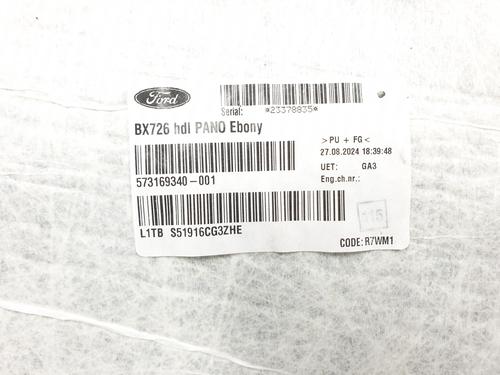 Ford
Serial: *23378835*
BX726 hdl PANO Ebony
>PU + FG<
27.08.2024 18:39:48
573169340-001
UET: GA3
Eng.ch.nr.:
115
L1TB S51916CG3ZHE
CODE: R7WM1